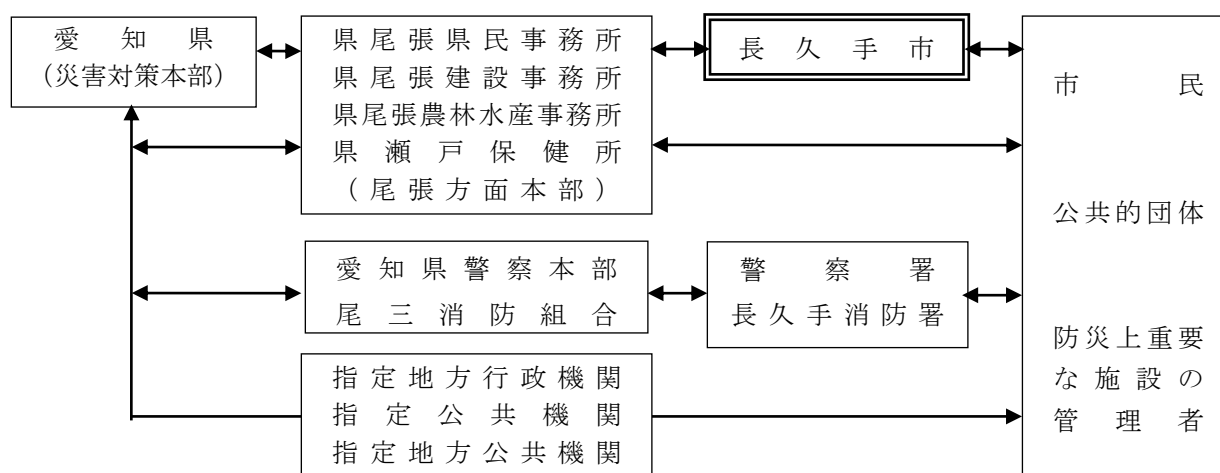 愛知県
(災害対策本部)
県尾張県民事務所
県尾張建設事務所
県尾張農林水産事務所
県瀬戸保健所
(尾張方面本部)
長久手市
愛知県警察本部
尾三消防組合
警察署
長久手消防署
指定地方行政機関
指定公共機関
指定地方公共機関
市民
公共的団体
防災上重要
な施設の
管理者